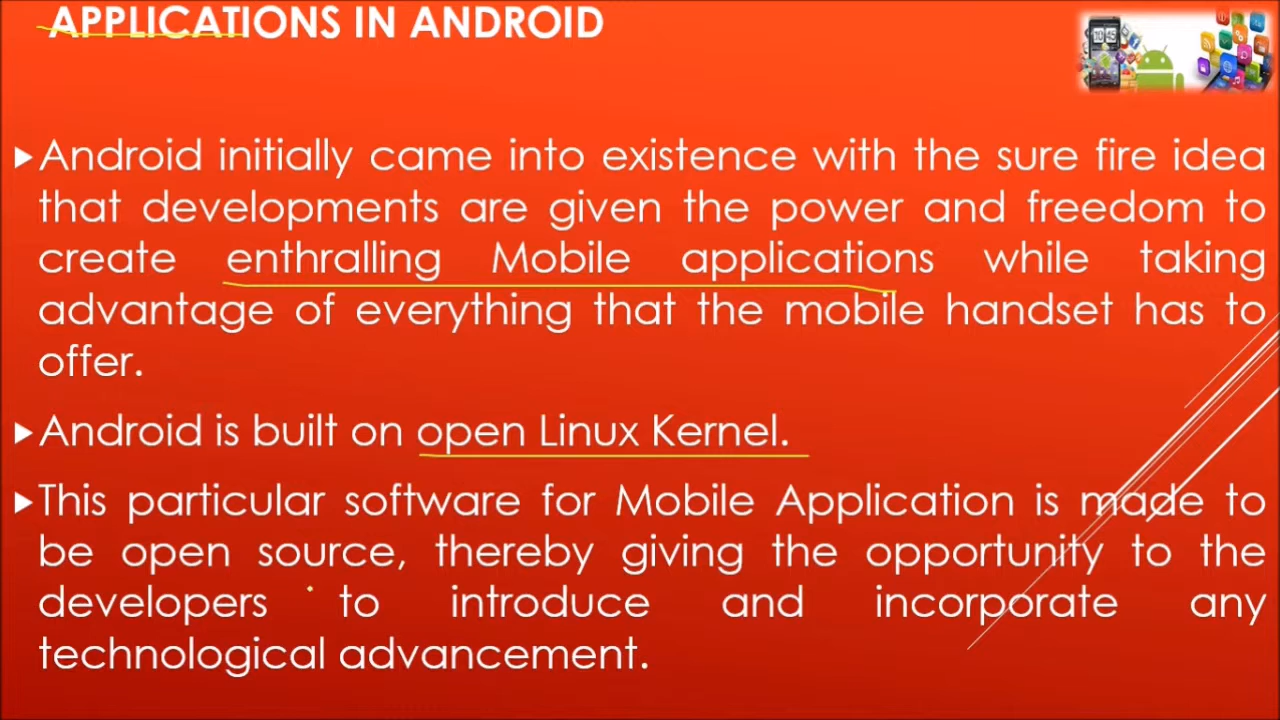 APPLICATIONS IN ANDROID
Android initially came into existence with the sure fire idea
that developments are given the power and freedom to
create enthralling Mobile applications while taking
advantage of everything that the mobile handset has to
offer.
Android is built on open Linux Kernel.
This particular software for Mobile Application is made to
be open source, thereby giving the opportunity to the
developers to introduce and incorporate any
technological advancement.